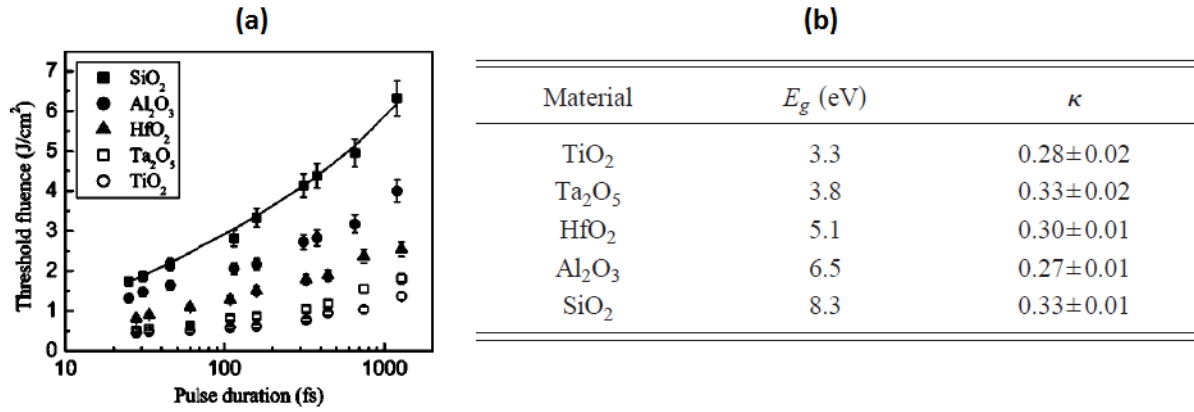 (a)
Threshold fluence (J/cm²)
7
6
5
4
3
2
1
0
SiO₂
Al₂O₃
HfO₂
Ta₂O₅
TiO₂
10 100 1000
Pulse duration (fs)
(b)
Material E_g (eV) κ
TiO₂ 3.3 0.28±0.02
Ta₂O₅ 3.8 0.33±0.02
HfO₂ 5.1 0.30±0.01
Al₂O₃ 6.5 0.27±0.01
SiO₂ 8.3 0.33±0.01